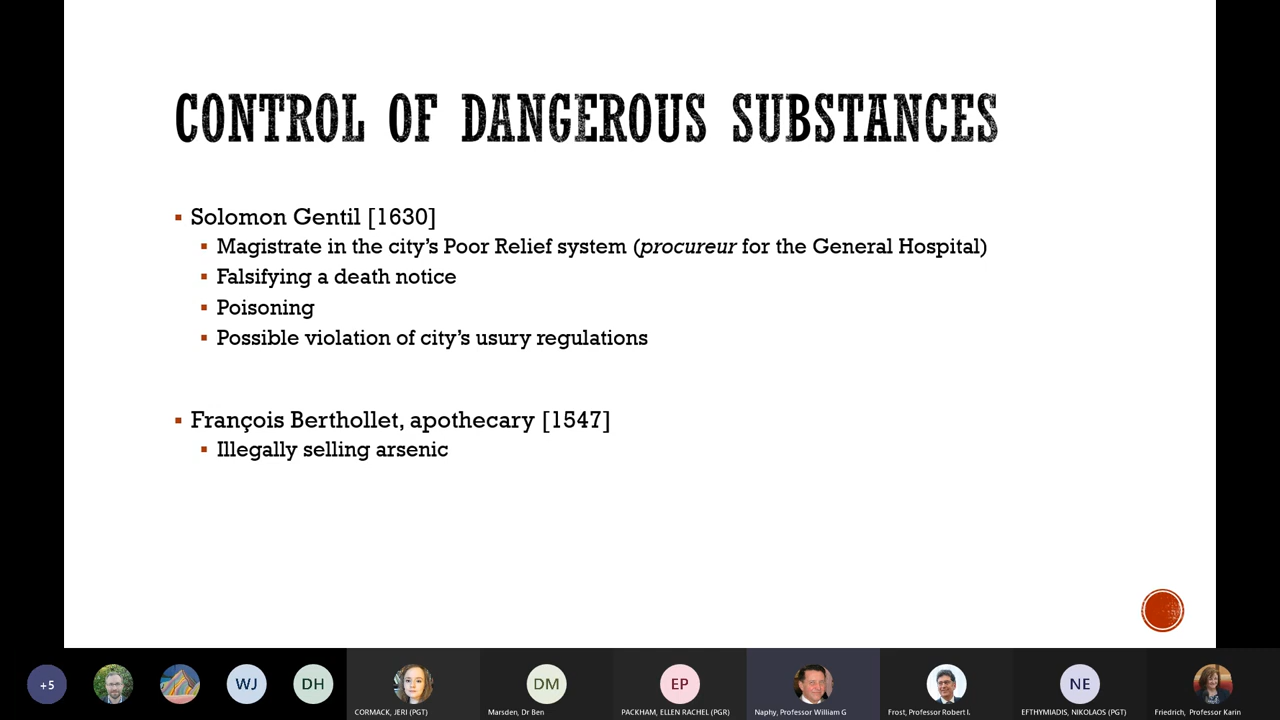 CONTROL OF DANGEROUS SUBSTANCES
Solomon Gentil [1630]
Magistrate in the city’s Poor Relief system (procureur for the General Hospital)
Falsifying a death notice
Poisoning
Possible violation of city’s usury regulations
François Berthollet, apothecary [1547]
Illegally selling arsenic
+5
WJ
DH
DM
EP
NE
CORMACK, JERI (PGT)
Marsden, Dr Ben
PACKHAM, ELLEN RACHEL (PGR)
Naphy, Professor William G
Frost, Professor Robert I.
EFTHYMIADIS, NIKOLAOS (PGT)
Friedrich, Professor Karin